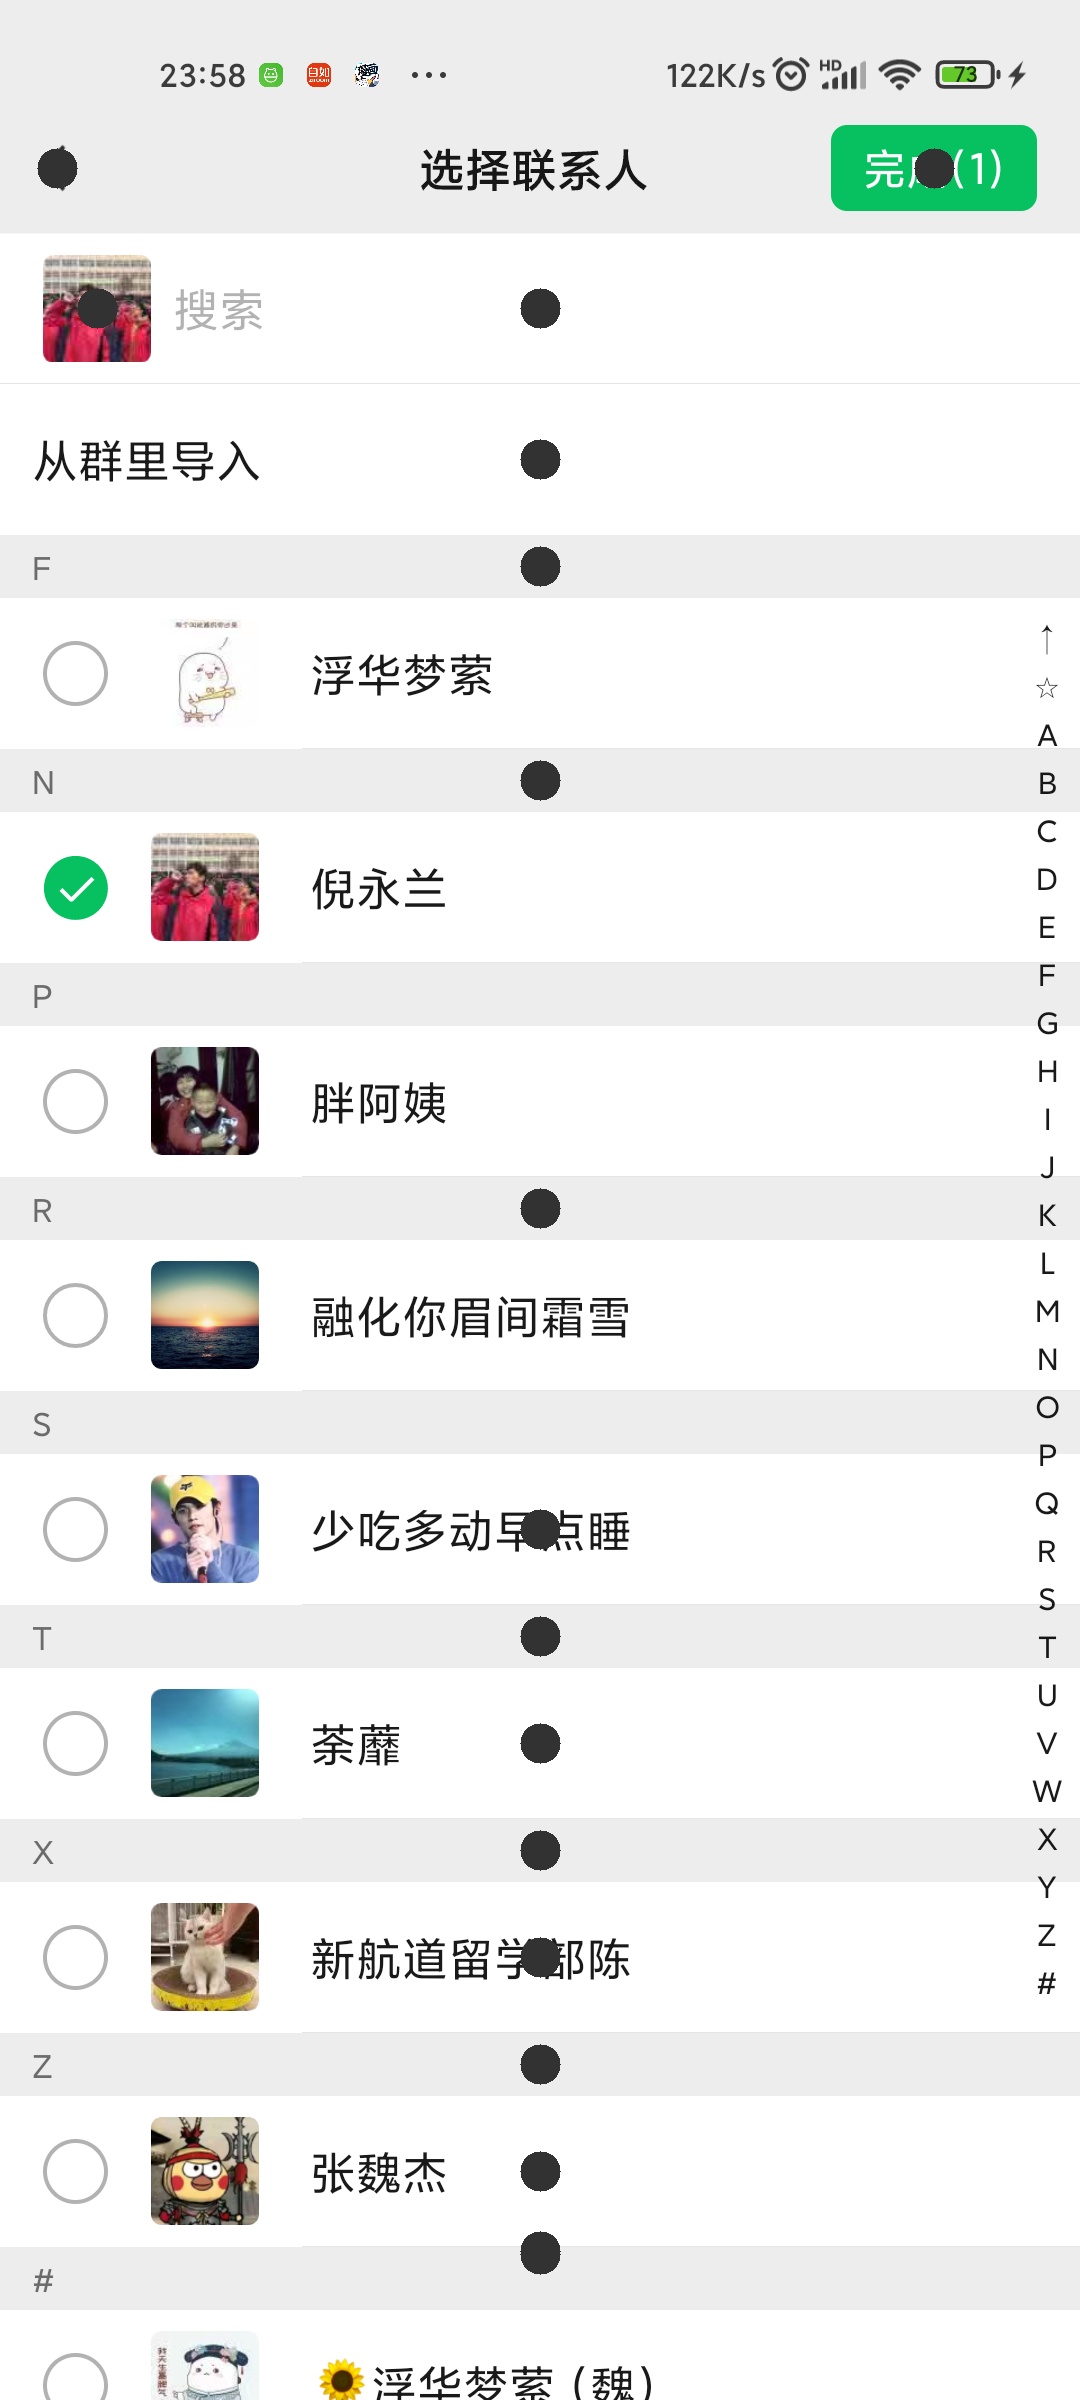 23:58 ··· 122K/s HD 73
选择联系人
完 (1)
搜索
从群里导入
F
浮华梦萦
N
倪永兰
P
胖阿姨
R
融化你眉间霜雪
S
少吃多动早点睡
T
荼蘼
X
新航道留学部陈
Z
张魏杰
#
🌻浮华梦萦（魏）
↑
☆
A
B
C
D
E
F
G
H
I
J
K
L
M
N
O
P
Q
R
S
T
U
V
W
X
Y
Z
#